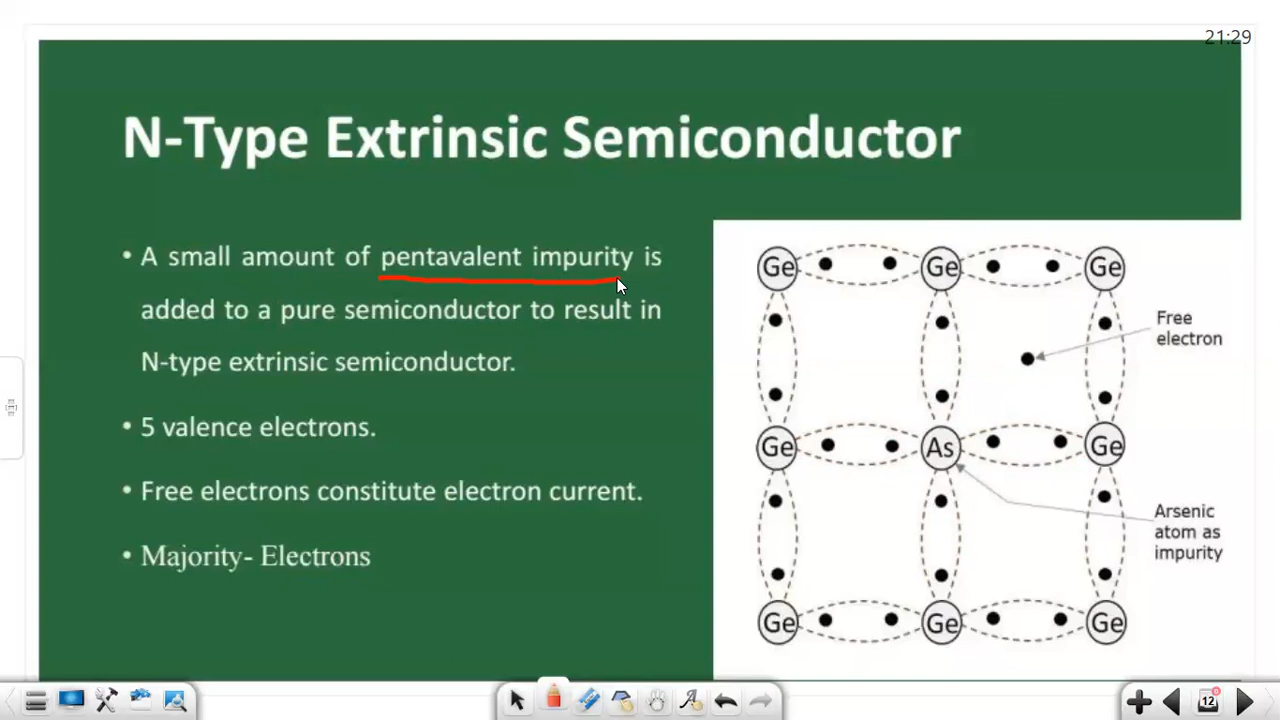 21:29
N-Type Extrinsic Semiconductor
• A small amount of pentavalent impurity is
added to a pure semiconductor to result in
N-type extrinsic semiconductor.
• 5 valence electrons.
• Free electrons constitute electron current.
• Majority- Electrons
Ge Ge Ge
Free
electron
Ge As Ge
Arsenic
atom as
impurity
Ge Ge Ge
12